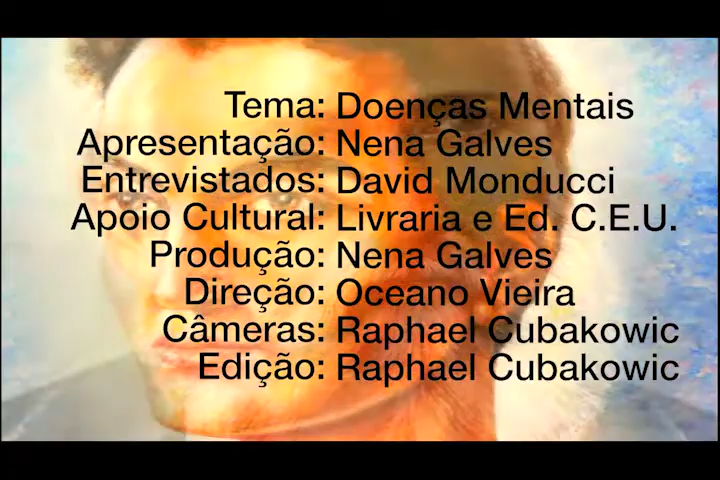 Tema: Doenças Mentais
Apresentação: Nena Galves
Entrevistados: David Monducci
Apoio Cultural: Livraria e Ed. C.E.U.
Produção: Nena Galves
Direção: Oceano Vieira
Câmeras: Raphael Cubakowic
Edição: Raphael Cubakowic